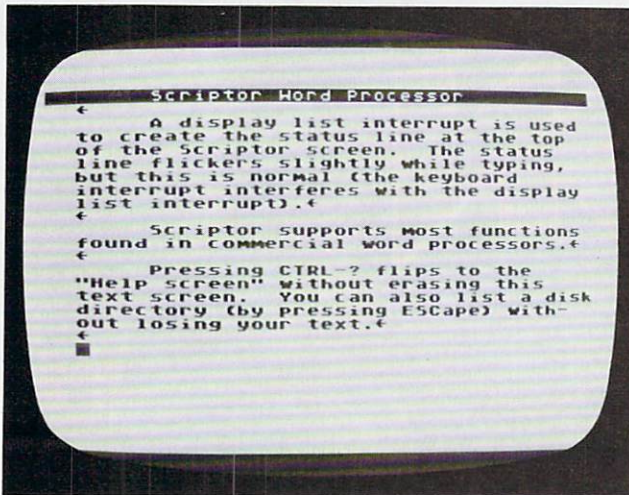 Scriptor Word Processor
←
A display list interrupt is used
to create the status line at the top
of the Scriptor screen. The status
line flickers slightly while typing,
but this is normal (the keyboard
interrupt interferes with the display
list interrupt).←
←
Scriptor supports most functions
found in commercial word processors.←
←
Pressing CTRL-? flips to the
"Help screen" without erasing this
text screen. You can also list a disk
directory (by pressing ESCape) with-
out losing your text.←
←